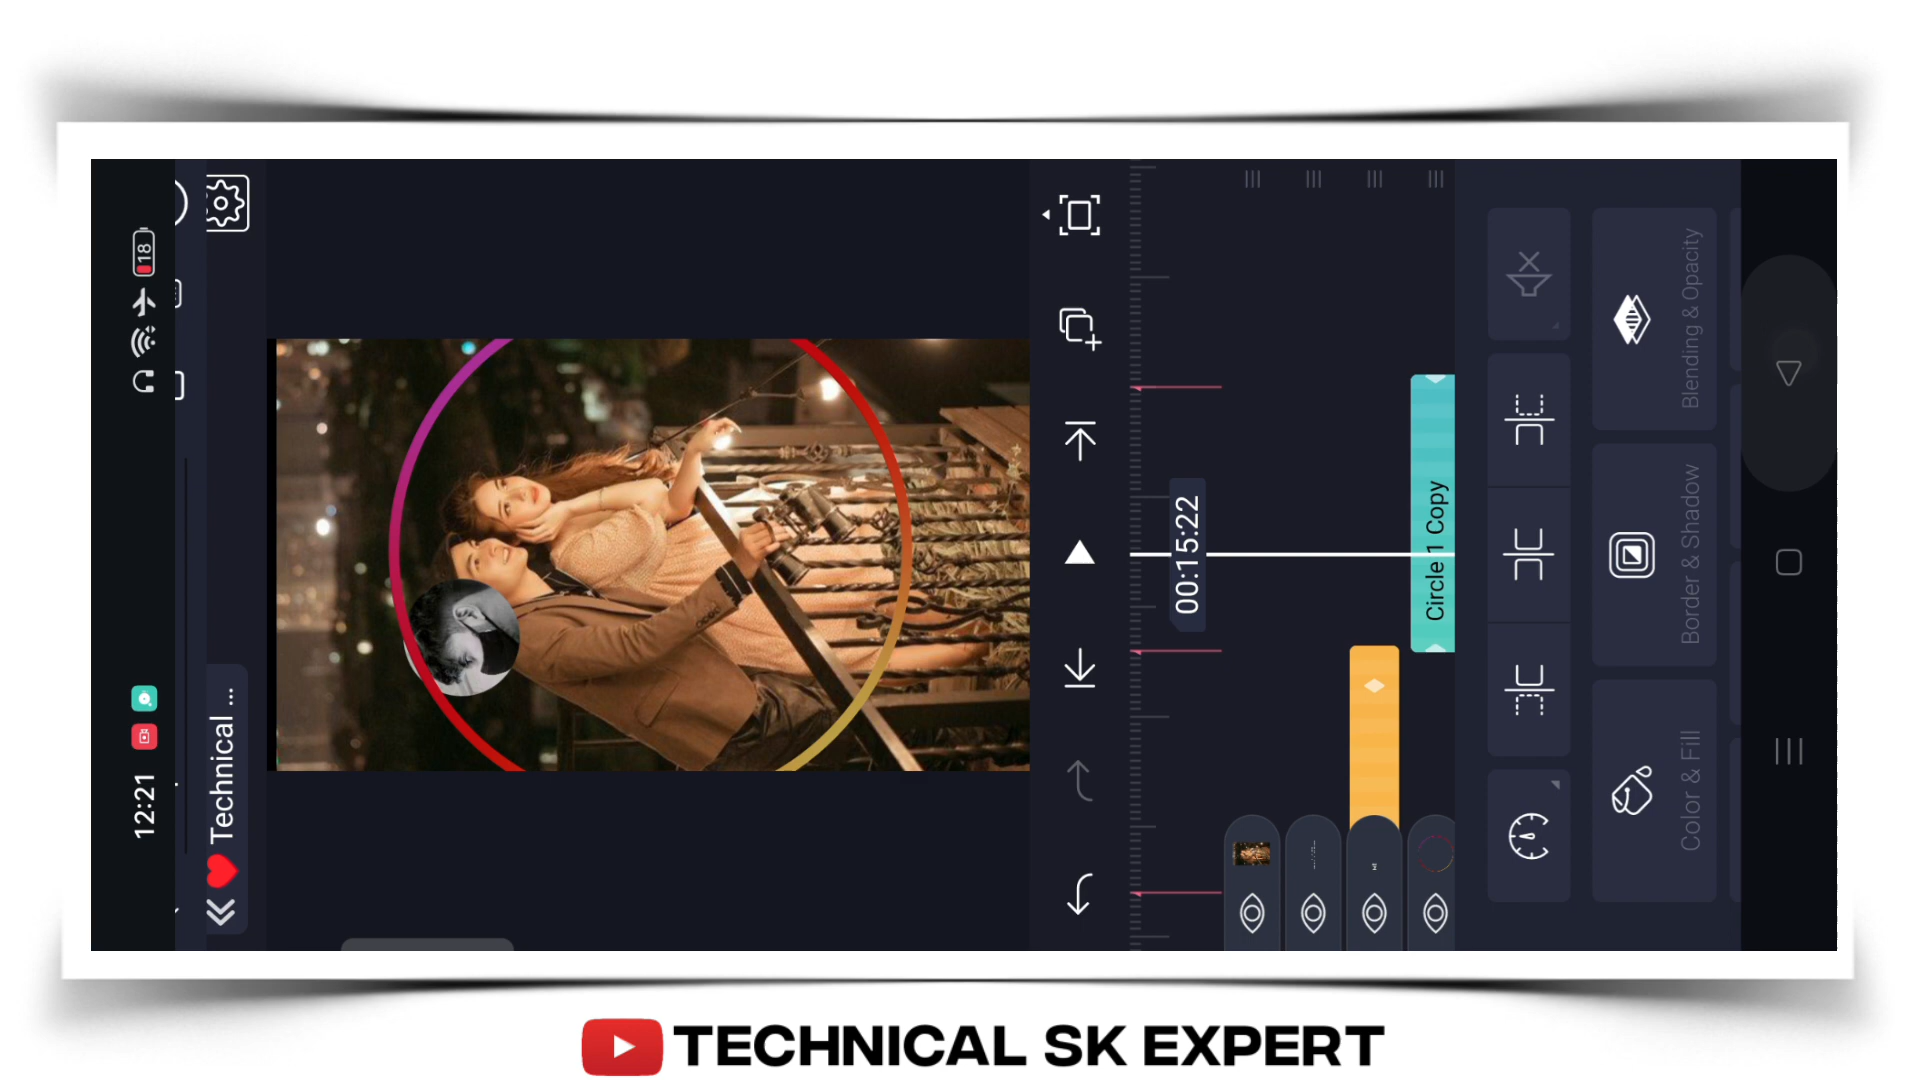 12:21
18
Technical ...
00:15:22
Circle 1 Copy
Color & Fill
Border & Shadow
Blending & Opacity
TECHNICAL SK EXPERT